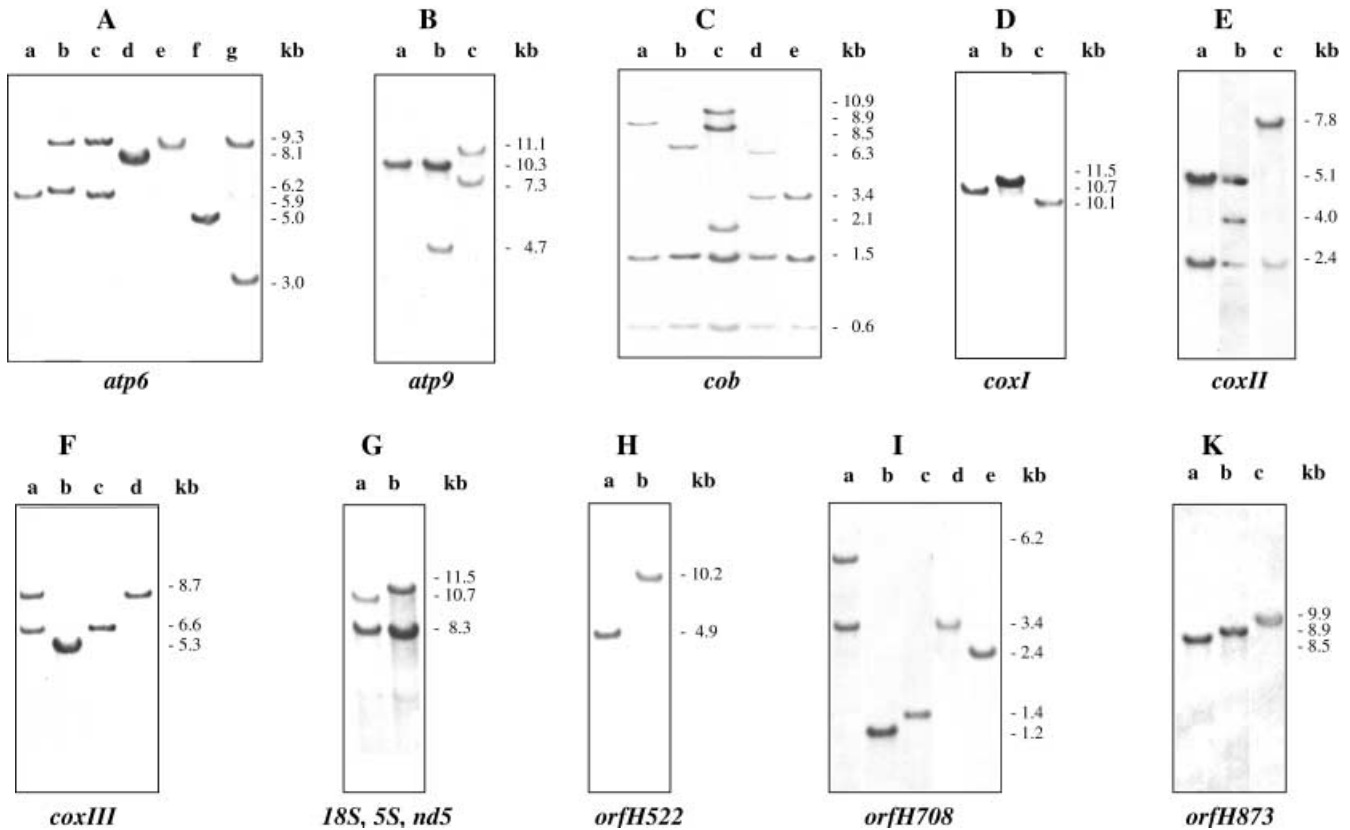 A B C D E
a b c d e f g kb a b c kb a b c d e kb a b c kb a b c kb
- 9.3
- 8.1
- 6.2
- 5.9
- 5.0
- 3.0
atp6
- 11.1
- 10.3
- 7.3
- 4.7
atp9
- 10.9
- 8.9
- 8.5
- 6.3
- 3.4
- 2.1
- 1.5
- 0.6
cob
- 11.5
- 10.7
- 10.1
coxI
- 7.8
- 5.1
- 4.0
- 2.4
coxII
F G H I K
a b c d kb a b kb a b kb a b c d e kb a b c kb
- 8.7
- 6.6
- 5.3
coxIII
- 11.5
- 10.7
- 8.3
18S, 5S, nd5
- 10.2
- 4.9
orfH522
- 6.2
- 3.4
- 2.4
- 1.4
- 1.2
orfH708
- 9.9
- 8.9
- 8.5
orfH873